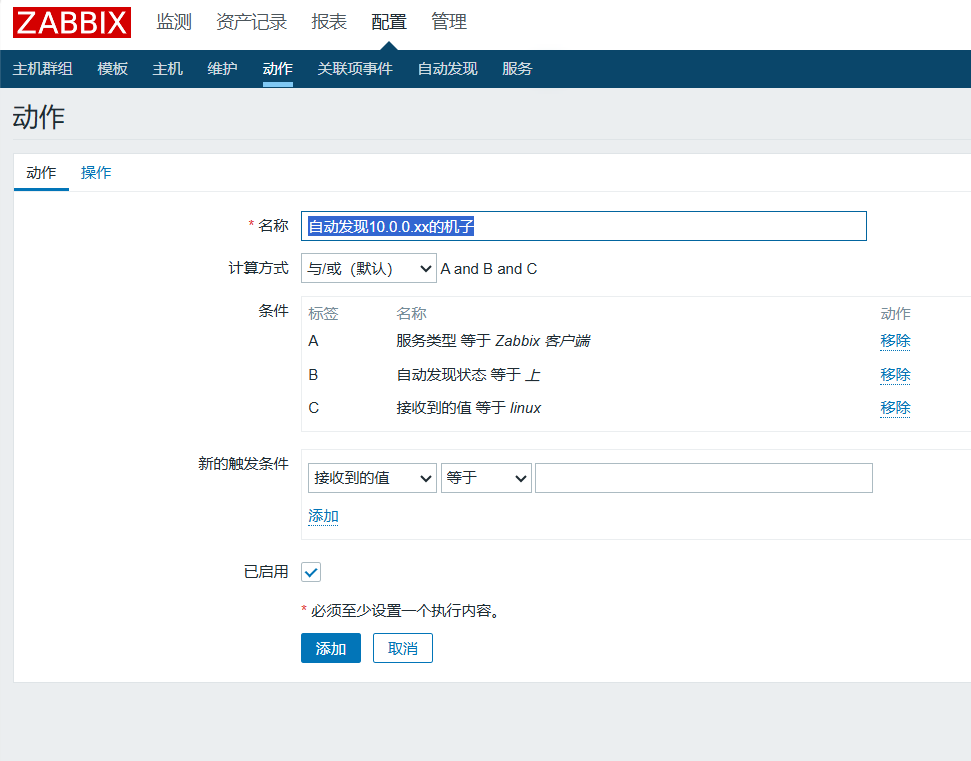 ZABBIX 监测 资产记录 报表 配置 管理
主机群组 模板 主机 维护 动作 关联项事件 自动发现 服务
动作
动作 操作
* 名称 自动发现10.0.0.xx的机子
计算方式 与/或（默认） A and B and C
条件 标签 名称 动作
A 服务类型 等于 Zabbix 客户端 移除
B 自动发现状态 等于 上 移除
C 接收到的值 等于 linux 移除
新的触发条件 接收到的值 等于
添加
已启用
* 必须至少设置一个执行内容。
添加 取消